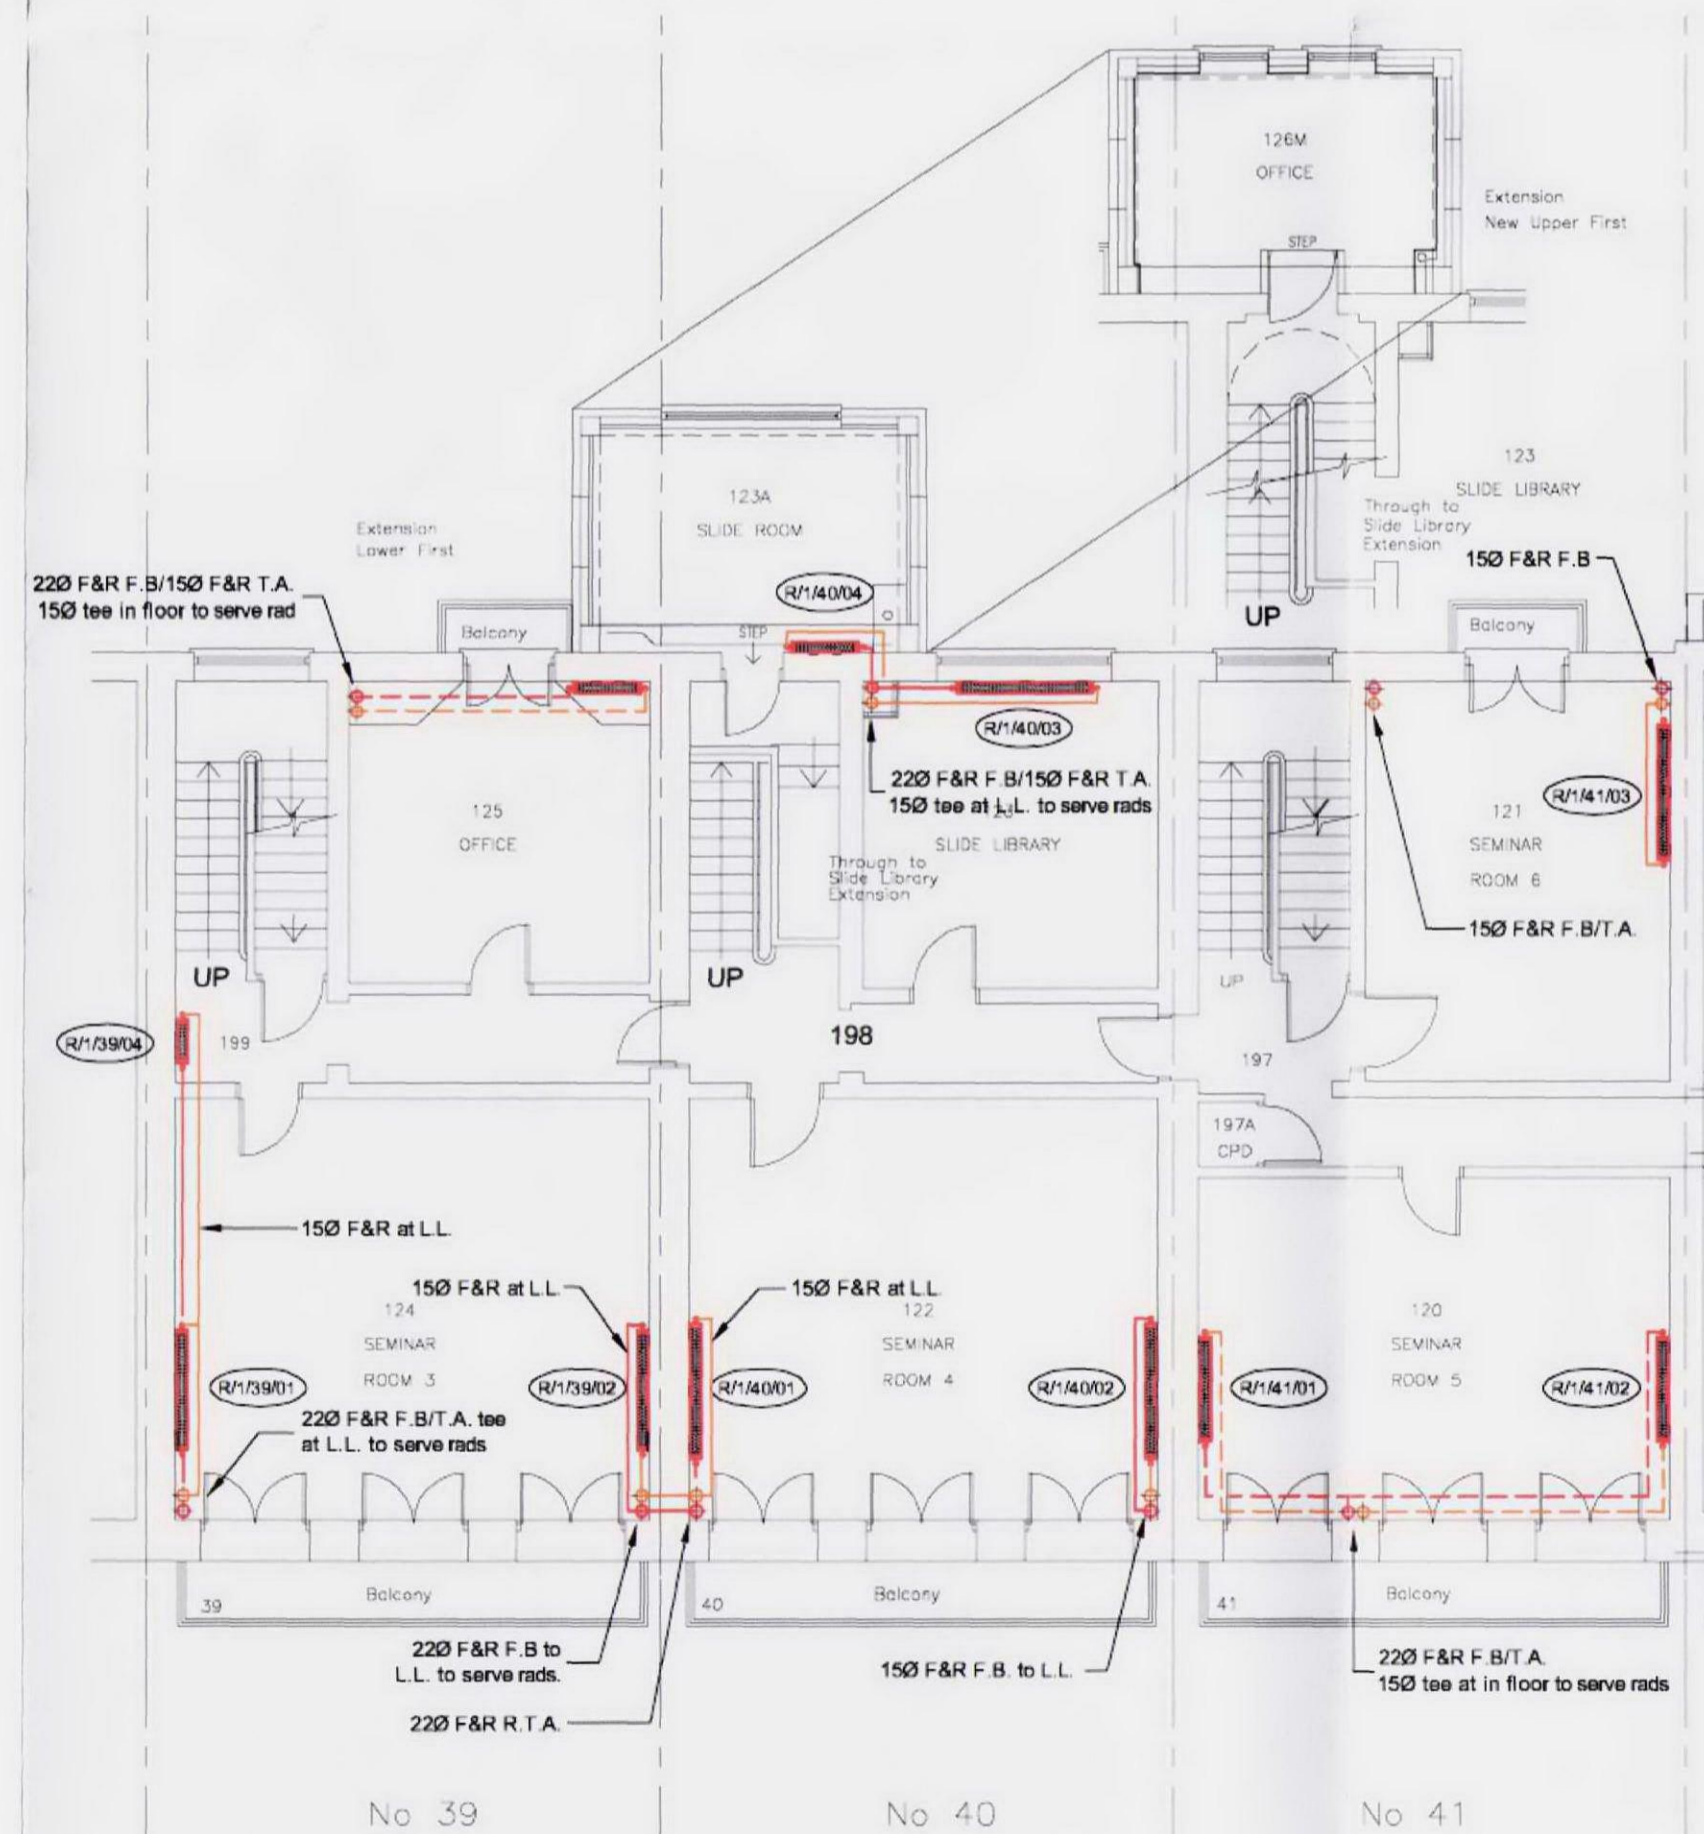 126M
OFFICE
STEP
Extension
New Upper First
123
SLIDE LIBRARY
Through to
Slide Library
Extension
UP
15Ø F&R F.B
Balcony
123A
SLIDE ROOM
R/1/40/04
STEP
Extension
Lower First
22Ø F&R F.B/15Ø F&R T.A.
15Ø tee in floor to serve rad
Balcony
R/1/40/03
22Ø F&R F.B/15Ø F&R T.A.
15Ø tee at L.L. to serve rads
SLIDE LIBRARY
Through to
Slide Library
Extension
125
OFFICE
R/1/41/03
121
SEMINAR
ROOM 6
15Ø F&R F.B/T.A.
UP
UP
UP
R/1/39/04
199
198
197
197A
CPD
15Ø F&R at L.L.
15Ø F&R at L.L.
15Ø F&R at L.L.
124
SEMINAR
ROOM 3
122
SEMINAR
ROOM 4
120
SEMINAR
ROOM 5
R/1/39/01
R/1/39/02
R/1/40/01
R/1/40/02
R/1/41/01
R/1/41/02
22Ø F&R F.B/T.A. tee
at L.L. to serve rads
39
Balcony
40
Balcony
41
Balcony
22Ø F&R F.B to
L.L. to serve rads.
22Ø F&R R.T.A.
15Ø F&R F.B. to L.L.
22Ø F&R F.B/T.A.
15Ø tee at in floor to serve rads
No 39
No 40
No 41